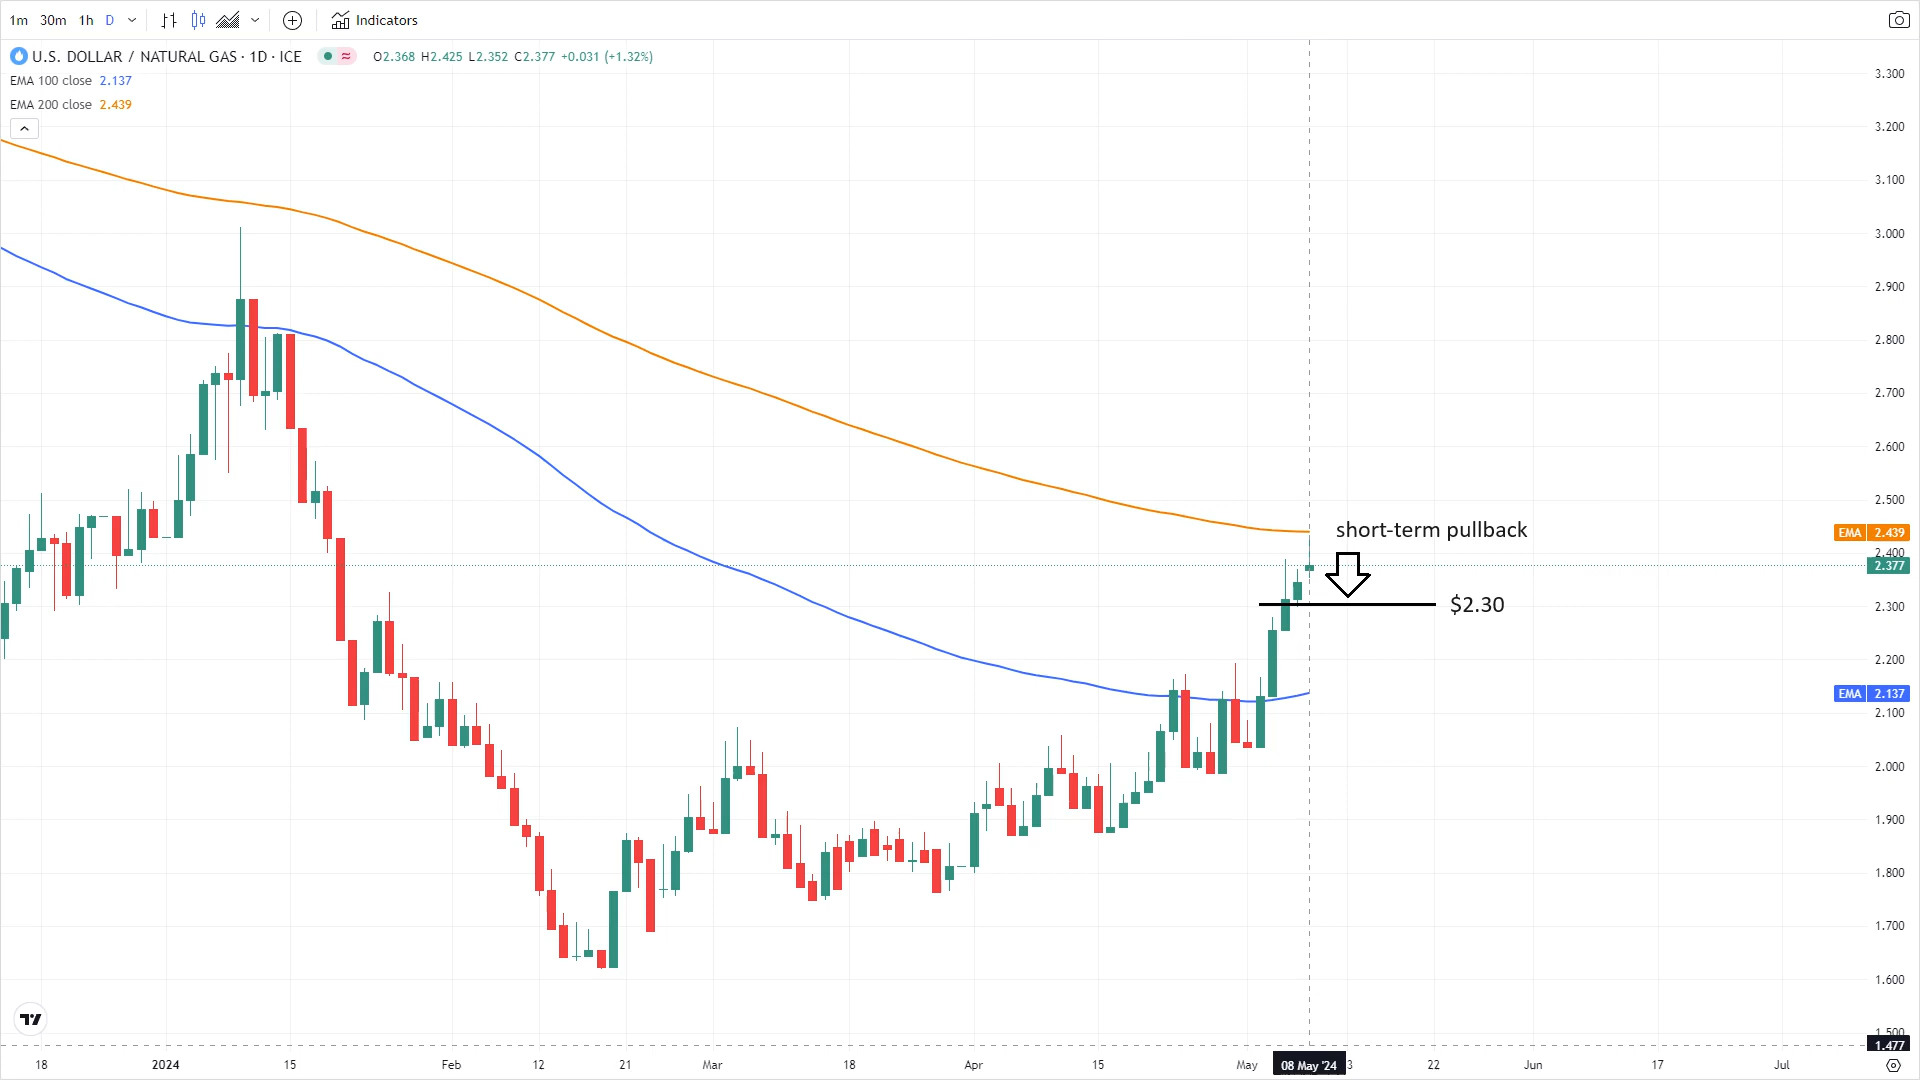 1m 30m 1h D Indicators
U.S. DOLLAR / NATURAL GAS · 1D · ICE O2.368 H2.425 L2.352 C2.377 +0.031 (+1.32%)
EMA 100 close 2.137
EMA 200 close 2.439
3.300
3.200
3.100
3.000
2.900
2.800
2.700
2.600
2.500
short-term pullback
EMA 2.439
2.400
2.377
$2.30
2.300
2.200
EMA 2.137
2.100
2.000
1.900
1.800
1.700
1.600
1.500
1.477
18 2024 15 Feb 12 21 Mar 18 Apr 15 May 08 May '24 3 22 Jun 17 Jul